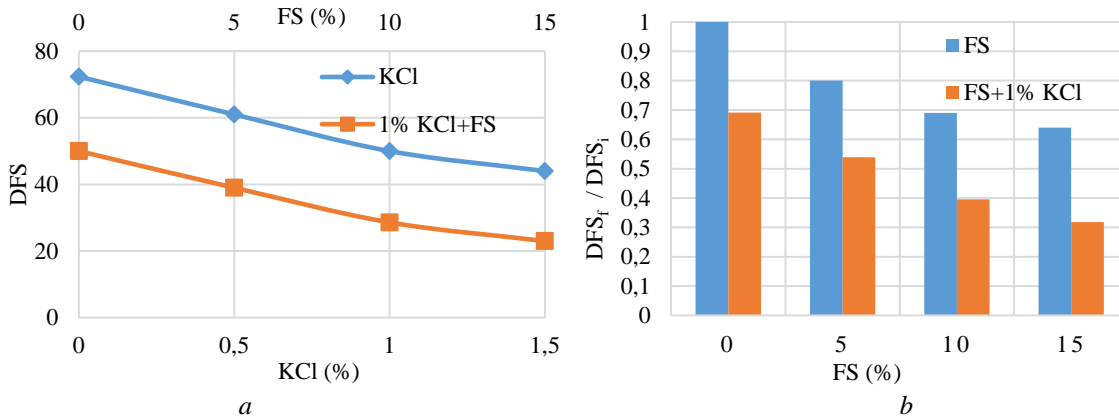 0 5 10 15
FS (%)
80
60
40
20
0
DFS
KCl
1% KCl+FS
0 0,5 1 1,5
KCl (%)
a
1
0,9
0,8
0,7
0,6
0,5
0,4
0,3
0,2
0,1
0
DFSf / DFSi
FS
FS+1% KCl
0 5 10 15
FS (%)
b